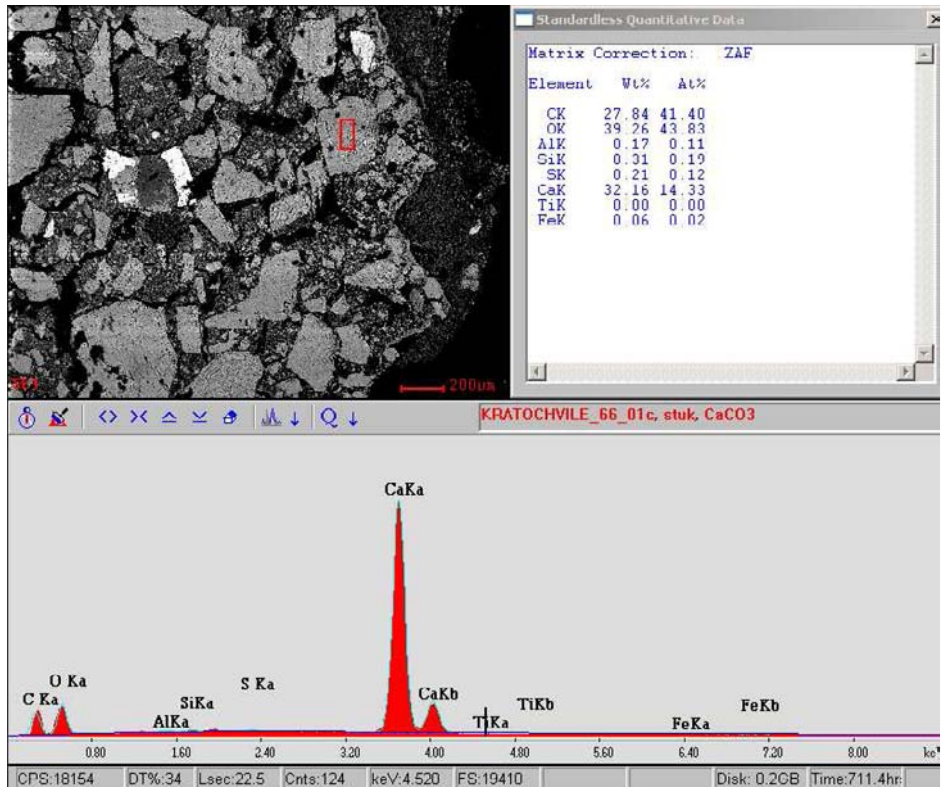 Standardless Quantitative Data
Matrix Correction: ZAF
Element Wt% At%
CK 27.84 41.40
OK 39.26 43.83
AlK 0.17 0.11
SiK 0.31 0.19
SK 0.21 0.12
CaK 32.16 14.33
TiK 0.00 0.00
FeK 0.06 0.02
200µm
KRATOCHVILE_66_01c, stuk, CaCO3
CaKa
O Ka
S Ka
C Ka
SiKa
CaKb
TiKb
FeKb
AlKa
TiKa
FeKa
0.80 1.60 2.40 3.20 4.00 4.80 5.60 6.40 7.20 8.00
CPS:18154 DT%:34 Lsec:22.5 Cnts:124 keV:4.520 FS:19410 Disk: 0.2GB Time:711.4hr